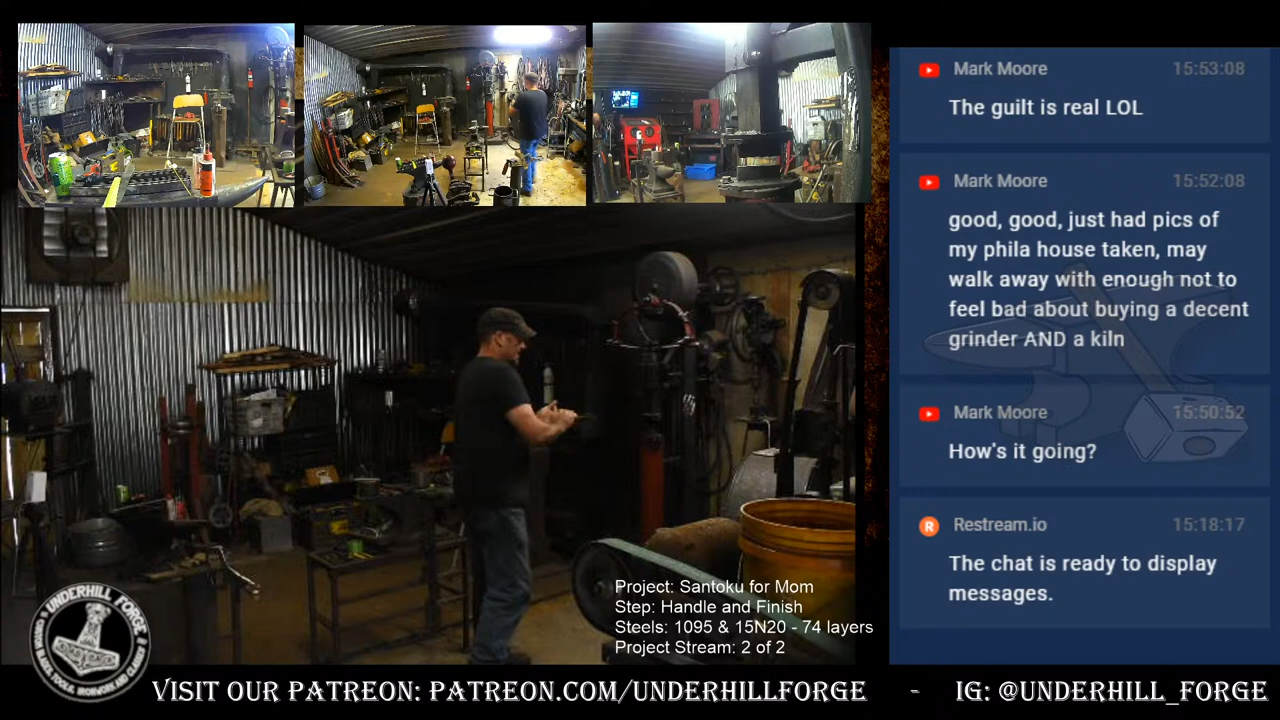 Mark Moore 15:53:08
The guilt is real LOL
Mark Moore 15:52:08
good, good, just had pics of
my phila house taken, may
walk away with enough not to
feel bad about buying a decent
grinder AND a kiln
Mark Moore 15:50:52
How's it going?
Restream.io 15:18:17
The chat is ready to display
messages.
Project: Santoku for Mom
Step: Handle and Finish
Steels: 1095 & 15N20 - 74 layers
Project Stream: 2 of 2
UNDERHILL FORGE
VISIT OUR PATREON: PATREON.COM/UNDERHILLFORGE - IG: @UNDERHILL_FORGE